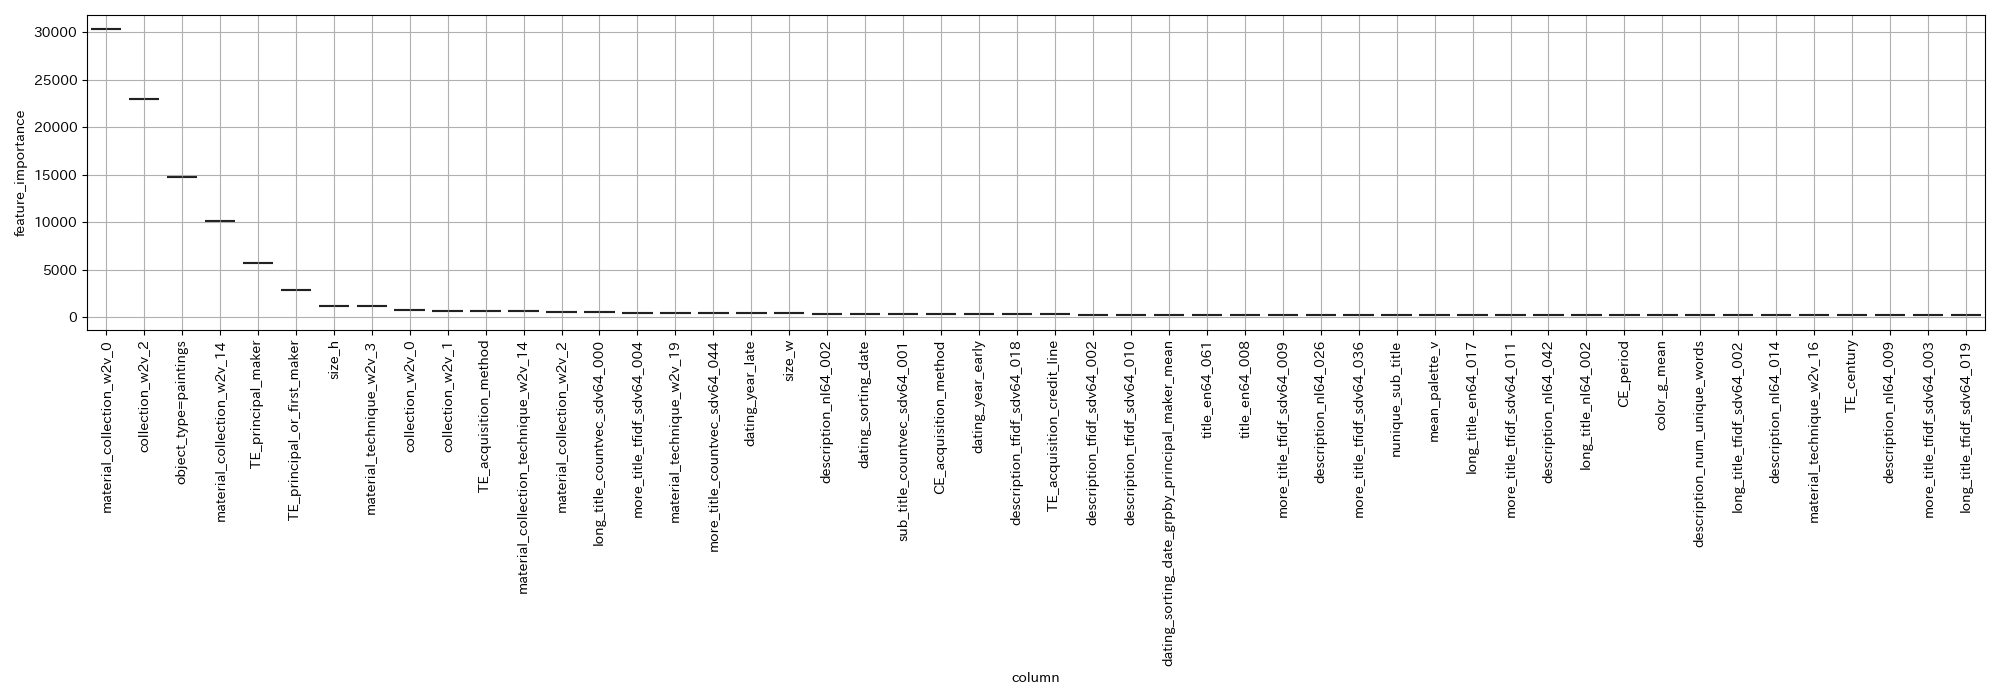 30000
25000
20000
15000
10000
5000
0
feature_importance
material_collection_w2v_0
collection_w2v_2
object_type=paintings
material_collection_w2v_14
TE_principal_maker
TE_principal_or_first_maker
size_h
material_technique_w2v_3
collection_w2v_0
collection_w2v_1
TE_acquisition_method
material_collection_technique_w2v_14
material_collection_w2v_2
long_title_countvec_sdv64_000
more_title_tfidf_sdv64_004
material_technique_w2v_19
more_title_countvec_sdv64_044
dating_year_late
size_w
description_nl64_002
dating_sorting_date
sub_title_countvec_sdv64_001
CE_acquisition_method
dating_year_early
description_tfidf_sdv64_018
TE_acquisition_credit_line
description_tfidf_sdv64_002
description_tfidf_sdv64_010
dating_sorting_date_grpby_principal_maker_mean
title_en64_061
title_en64_008
more_title_tfidf_sdv64_009
description_nl64_026
more_title_tfidf_sdv64_036
nunique_sub_title
mean_palette_v
long_title_en64_017
more_title_tfidf_sdv64_011
description_nl64_042
long_title_nl64_002
CE_period
color_g_mean
description_num_unique_words
long_title_tfidf_sdv64_002
description_nl64_014
material_technique_w2v_16
TE_century
description_nl64_009
more_title_tfidf_sdv64_003
long_title_tfidf_sdv64_019
column